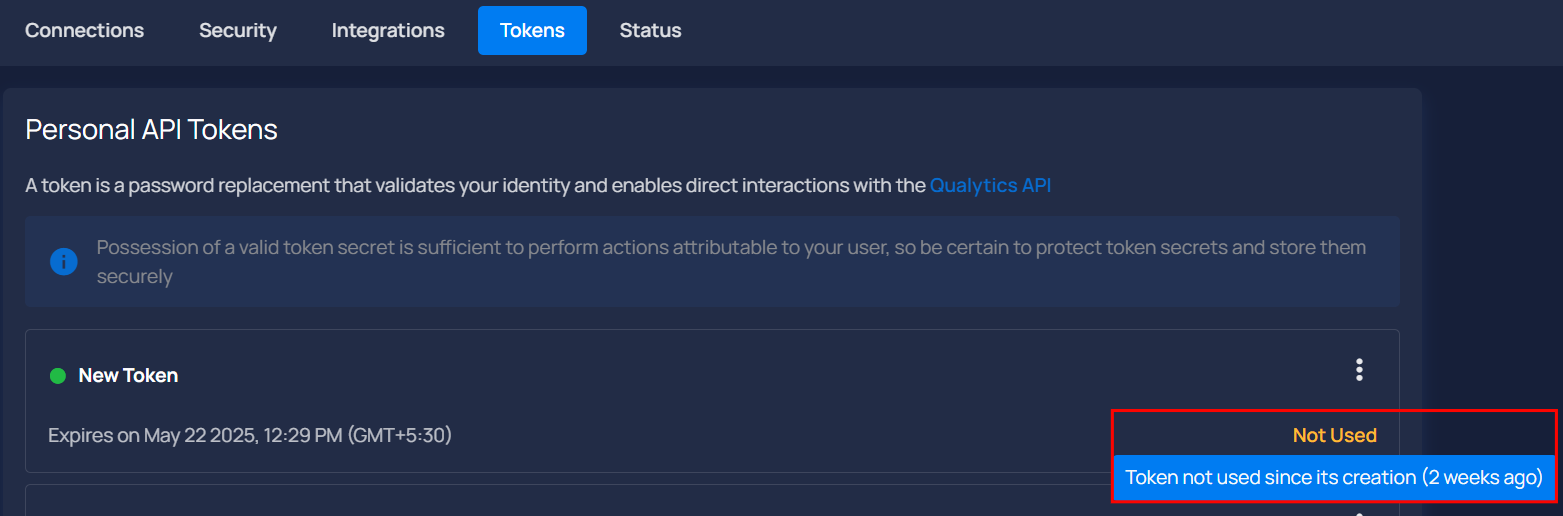 Connections Security Integrations Tokens Status
Personal API Tokens
A token is a password replacement that validates your identity and enables direct interactions with the Qualytics API
Possession of a valid token secret is sufficient to perform actions attributable to your user, so be certain to protect token secrets and store them
securely
New Token
Expires on May 22 2025, 12:29 PM (GMT+5:30)
Not Used
Token not used since its creation (2 weeks ago)